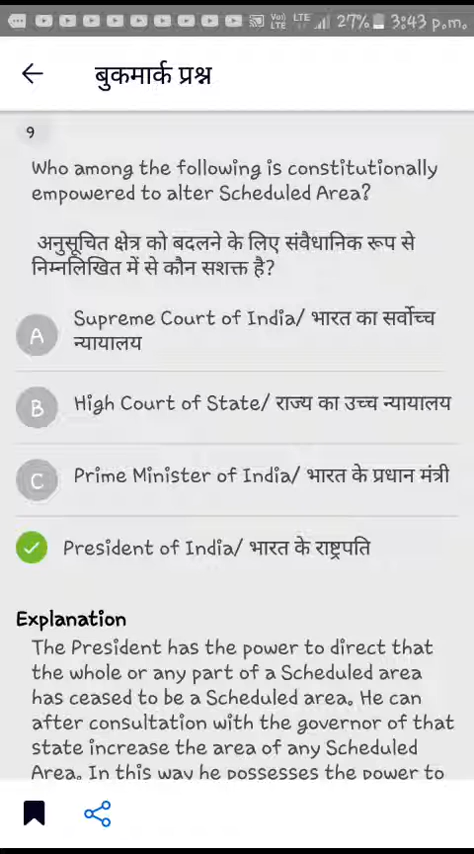 Vo) LTE LTE 27% 3:43 p.m.
बुकमार्क प्रश्न
9
Who among the following is constitutionally
empowered to alter Scheduled Area?
अनुसूचित क्षेत्र को बदलने के लिए संवैधानिक रूप से
निम्नलिखित में से कौन सशक्त है?
A Supreme Court of India/ भारत का सर्वोच्च
न्यायालय
B High Court of State/ राज्य का उच्च न्यायालय
C Prime Minister of India/ भारत के प्रधान मंत्री
President of India/ भारत के राष्ट्रपति
Explanation
The President has the power to direct that
the whole or any part of a Scheduled area
has ceased to be a Scheduled area. He can
after consultation with the governor of that
state increase the area of any Scheduled
Area. In this way he possesses the power to